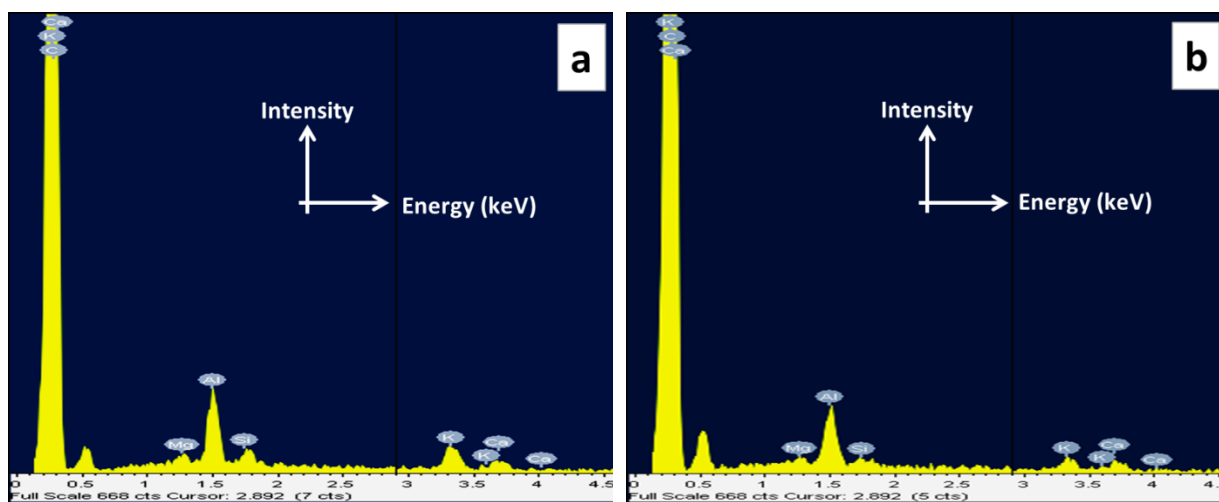 a
Ca
K
C
Intensity
Energy (keV)
Al
Mg
Si
K
Ca
K
Ca
0 0.5 1 1.5 2 2.5 3 3.5 4 4.5
Full Scale 668 cts Cursor: 2.892 (7 cts)
b
K
C
Ca
Intensity
Energy (keV)
Al
Mg
Si
K
Ca
K
Ca
0 0.5 1 1.5 2 2.5 3 3.5 4 4.5
Full Scale 668 cts Cursor: 2.892 (5 cts)